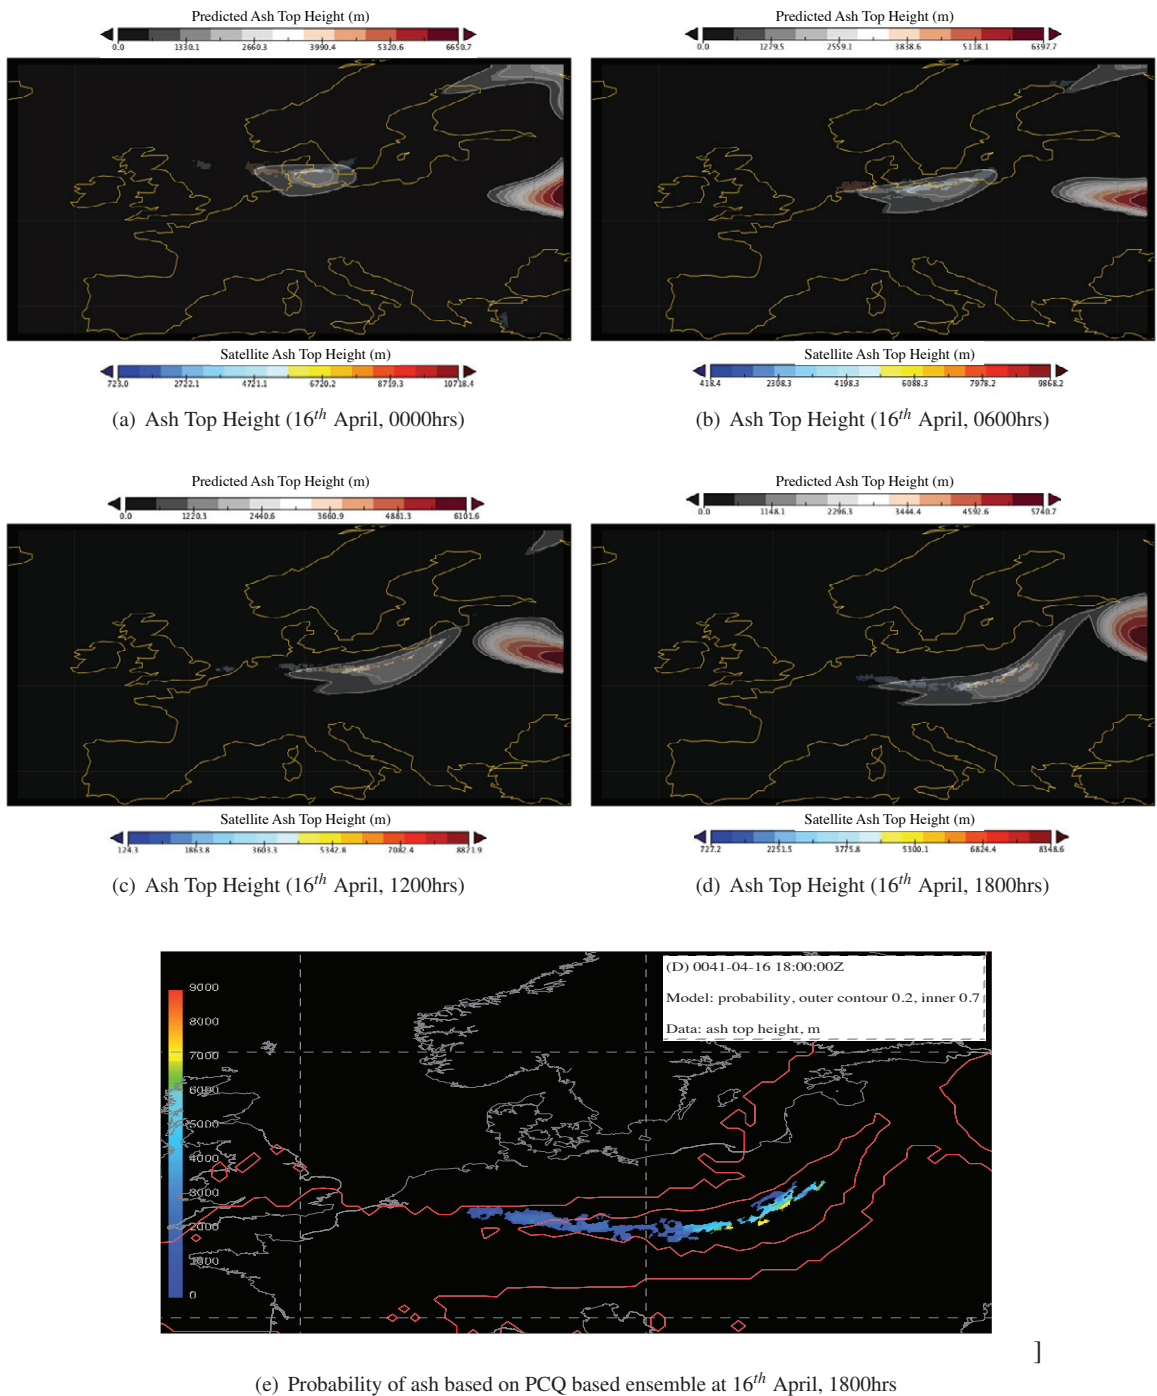 Predicted Ash Top Height (m)
0.0 1330.1 2660.3 3990.4 5320.6 6650.7
Satellite Ash Top Height (m)
723.0 2722.1 4721.1 6720.2 8719.3 10718.4
(a) Ash Top Height (16th April, 0000hrs)
Predicted Ash Top Height (m)
0.0 1279.5 2559.1 3838.6 5118.1 6397.7
Satellite Ash Top Height (m)
418.4 2308.3 4198.3 6088.3 7978.2 9868.2
(b) Ash Top Height (16th April, 0600hrs)
Predicted Ash Top Height (m)
0.0 1220.3 2440.6 3660.9 4881.3 6101.6
Satellite Ash Top Height (m)
124.3 1863.8 3603.3 5342.8 7082.4 8821.9
(c) Ash Top Height (16th April, 1200hrs)
Predicted Ash Top Height (m)
0.0 1148.1 2296.3 3444.4 4592.6 5740.7
Satellite Ash Top Height (m)
727.2 2251.5 3775.8 5300.1 6824.4 8348.6
(d) Ash Top Height (16th April, 1800hrs)
(D) 0041-04-16 18:00:00Z
Model: probability, outer contour 0.2, inner 0.7
Data: ash top height, m
9000
8000
7000
6000
5000
4000
3000
2000
1000
0
]
(e) Probability of ash based on PCQ based ensemble at 16th April, 1800hrs